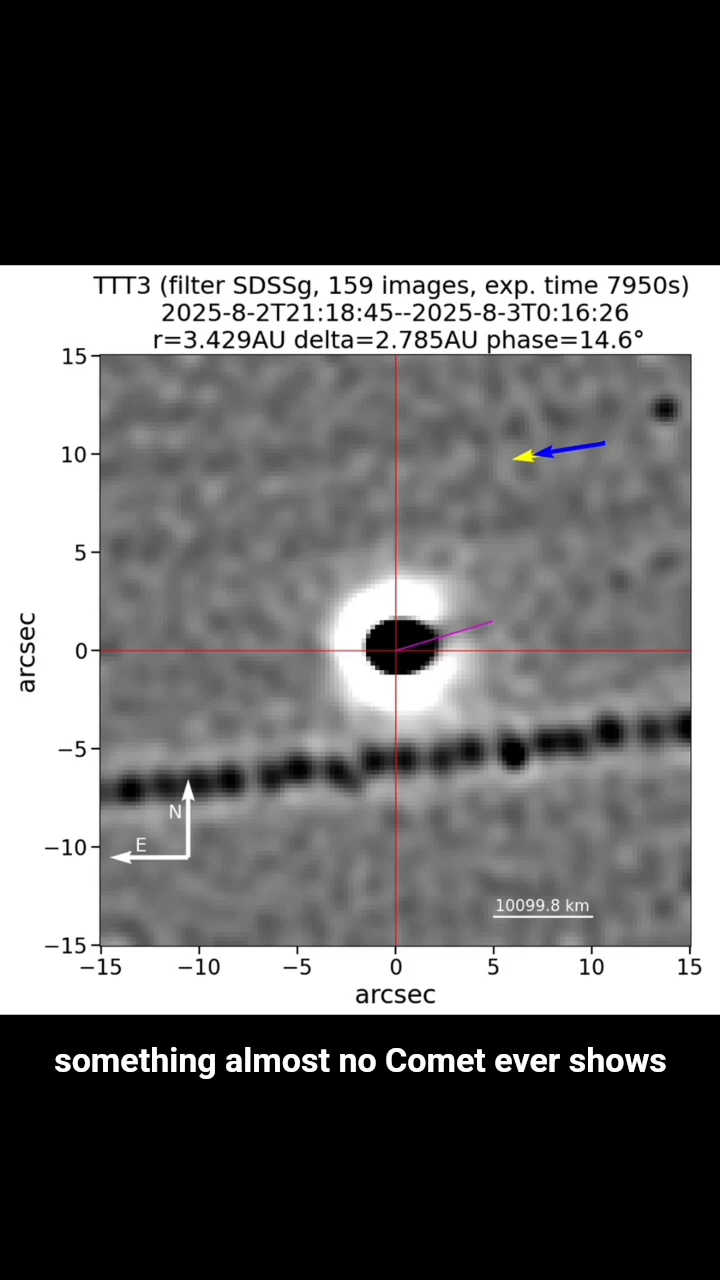 TTT3 (filter SDSSg, 159 images, exp. time 7950s)
2025-8-2T21:18:45--2025-8-3T0:16:26
r=3.429AU delta=2.785AU phase=14.6°
15
10
5
0
−5
−10
−15
arcsec
N
E
10099.8 km
−15 −10 −5 0 5 10 15
arcsec
something almost no Comet ever shows